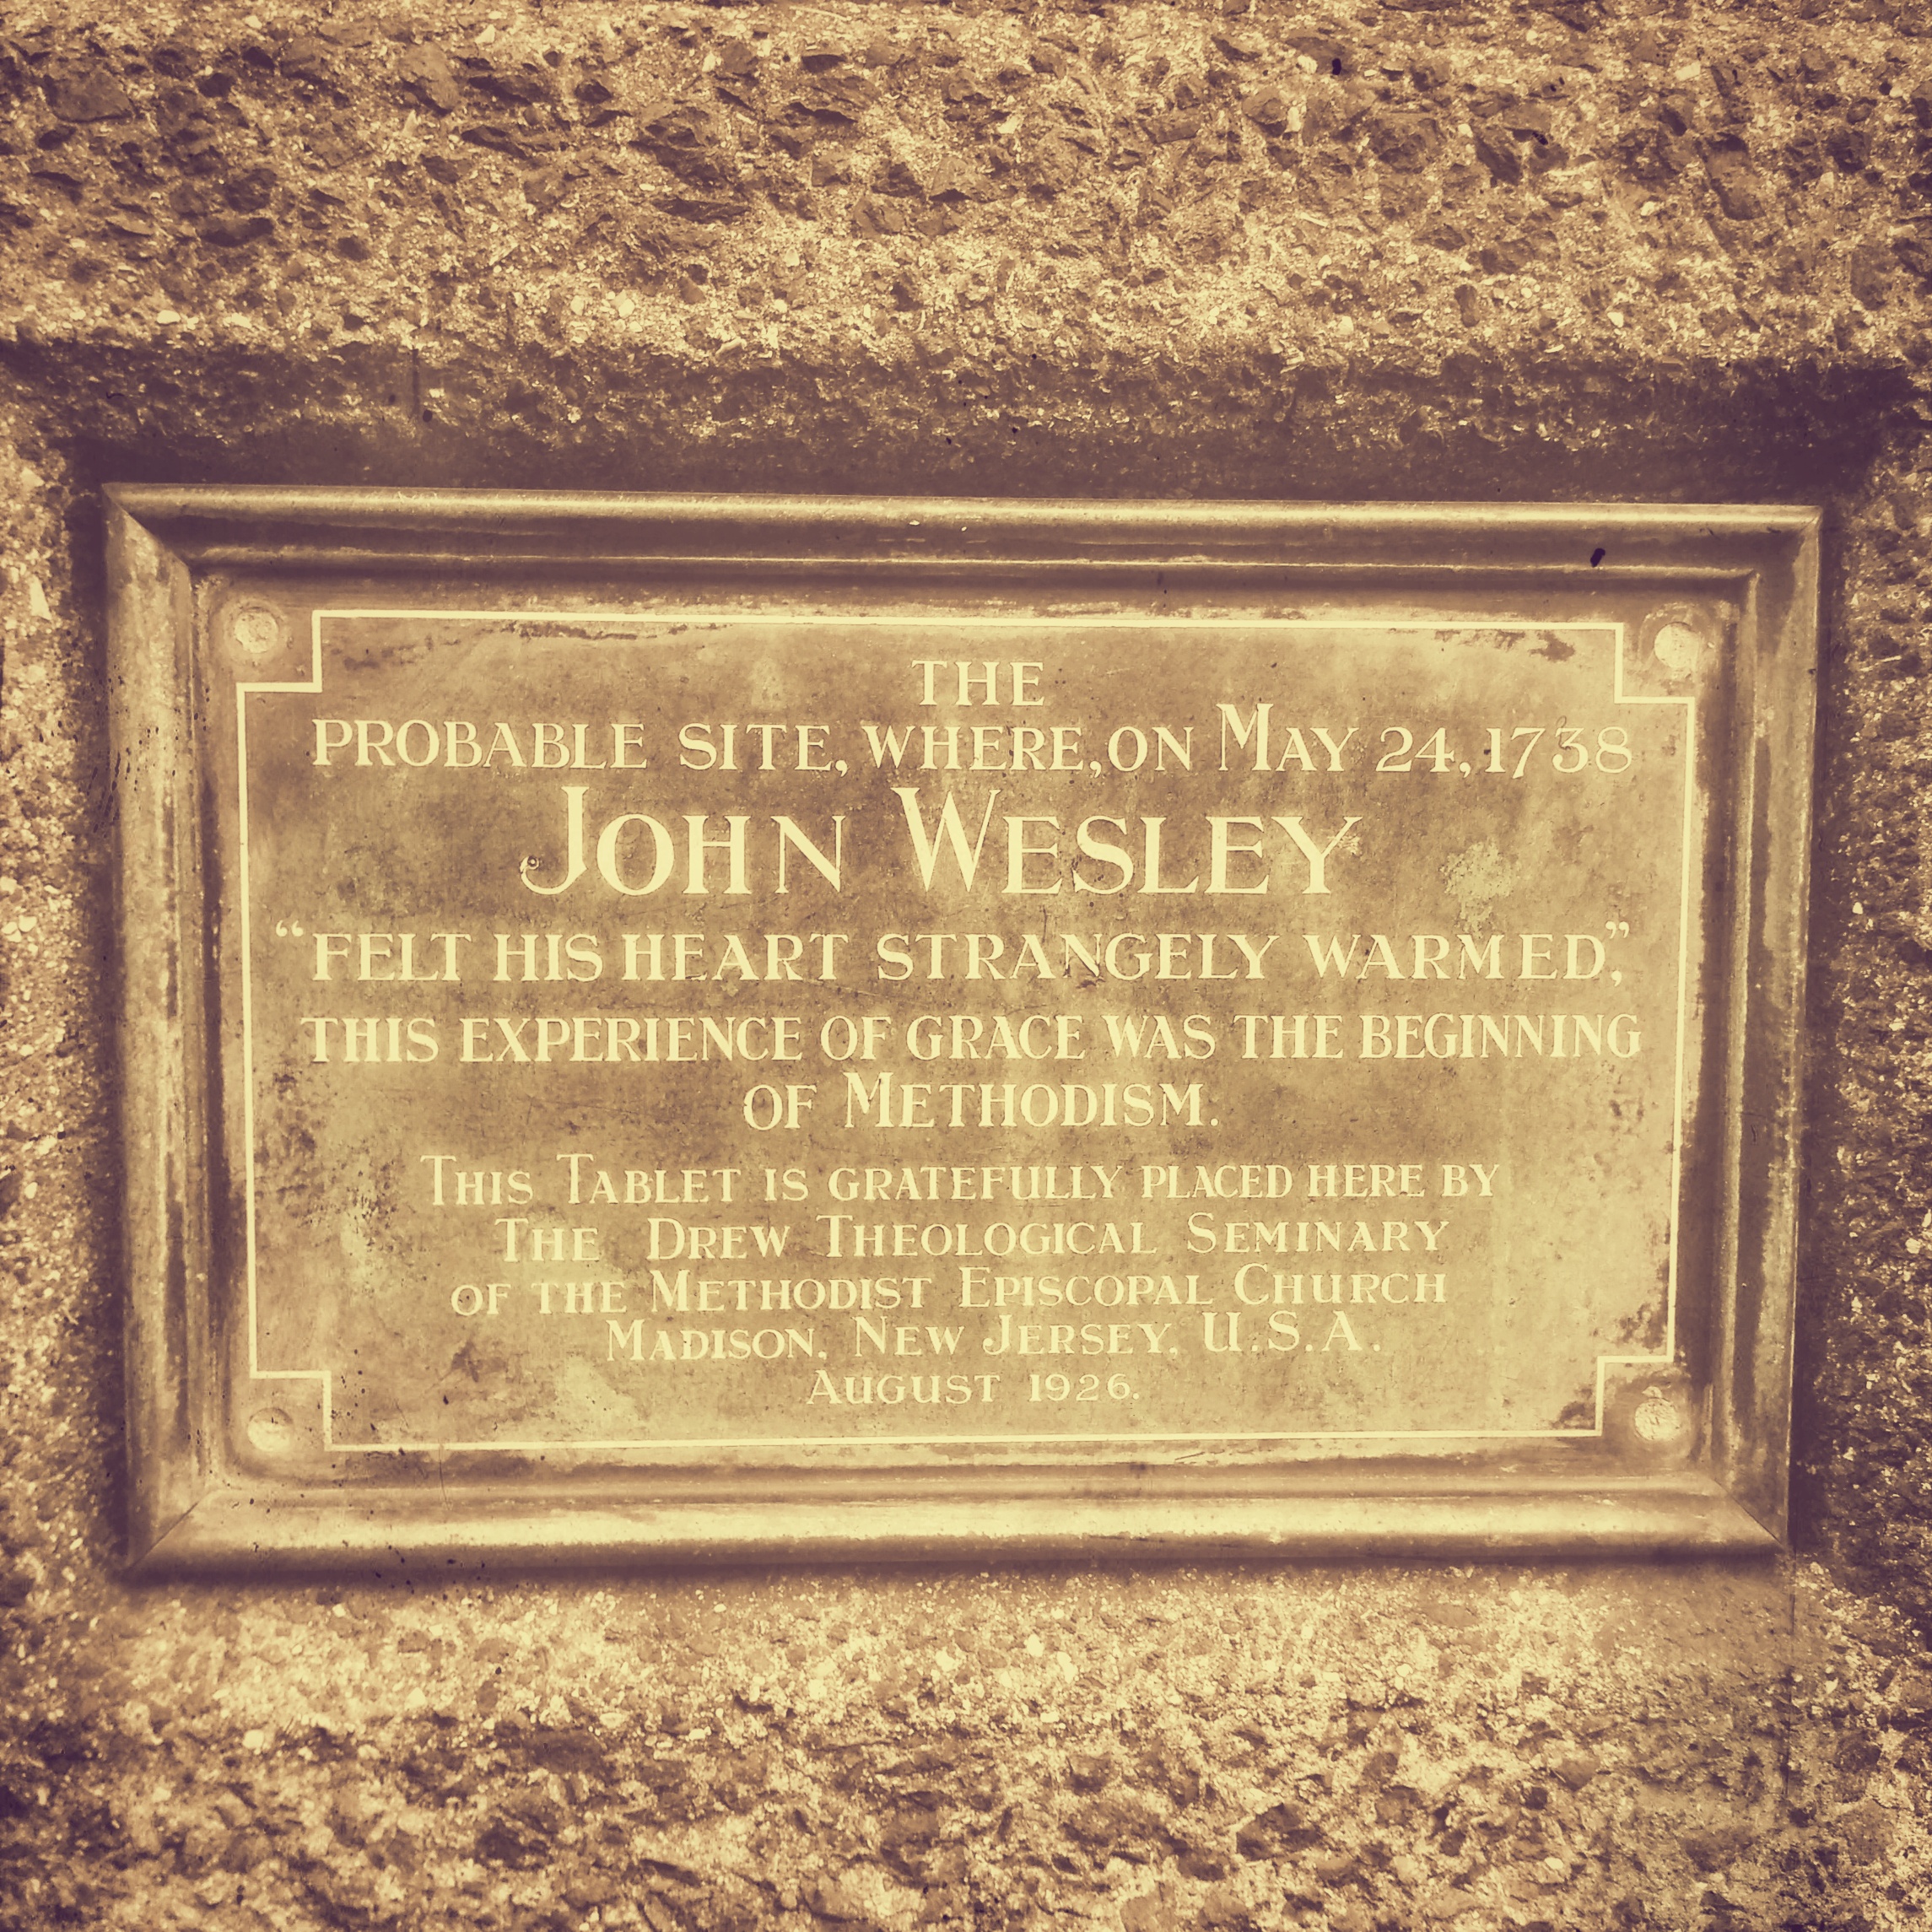 THE
PROBABLE SITE, WHERE, ON MAY 24, 1738
JOHN WESLEY
“FELT HIS HEART STRANGELY WARMED”,
THIS EXPERIENCE OF GRACE WAS THE BEGINNING
OF METHODISM.
THIS TABLET IS GRATEFULLY PLACED HERE BY
THE DREW THEOLOGICAL SEMINARY
OF THE METHODIST EPISCOPAL CHURCH
MADISON, NEW JERSEY, U.S.A.
AUGUST 1926.